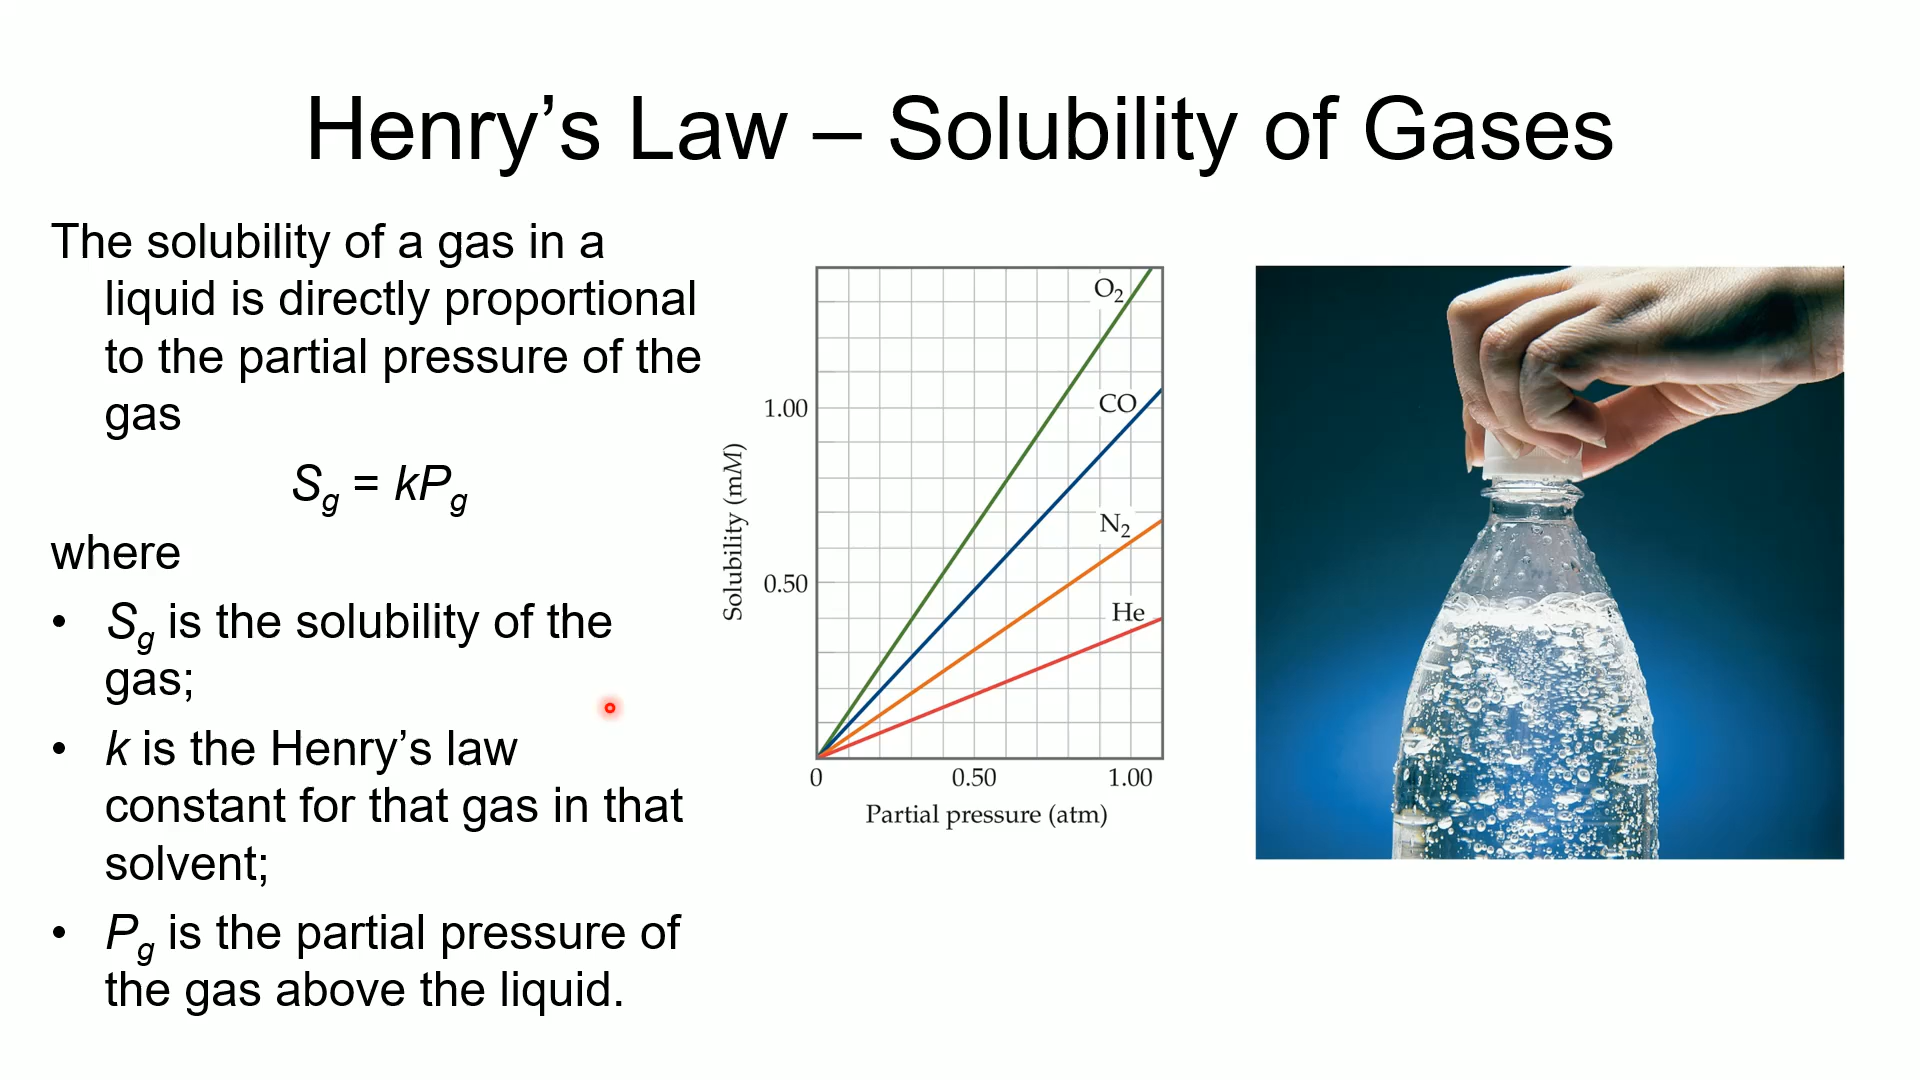 Henry’s Law – Solubility of Gases
The solubility of a gas in a
liquid is directly proportional
to the partial pressure of the
gas
Sg = kPg
where
• Sg is the solubility of the
gas;
• k is the Henry’s law
constant for that gas in that
solvent;
• Pg is the partial pressure of
the gas above the liquid.
O2
CO
N2
He
1.00
0.50
Solubility (mM)
0 0.50 1.00
Partial pressure (atm)